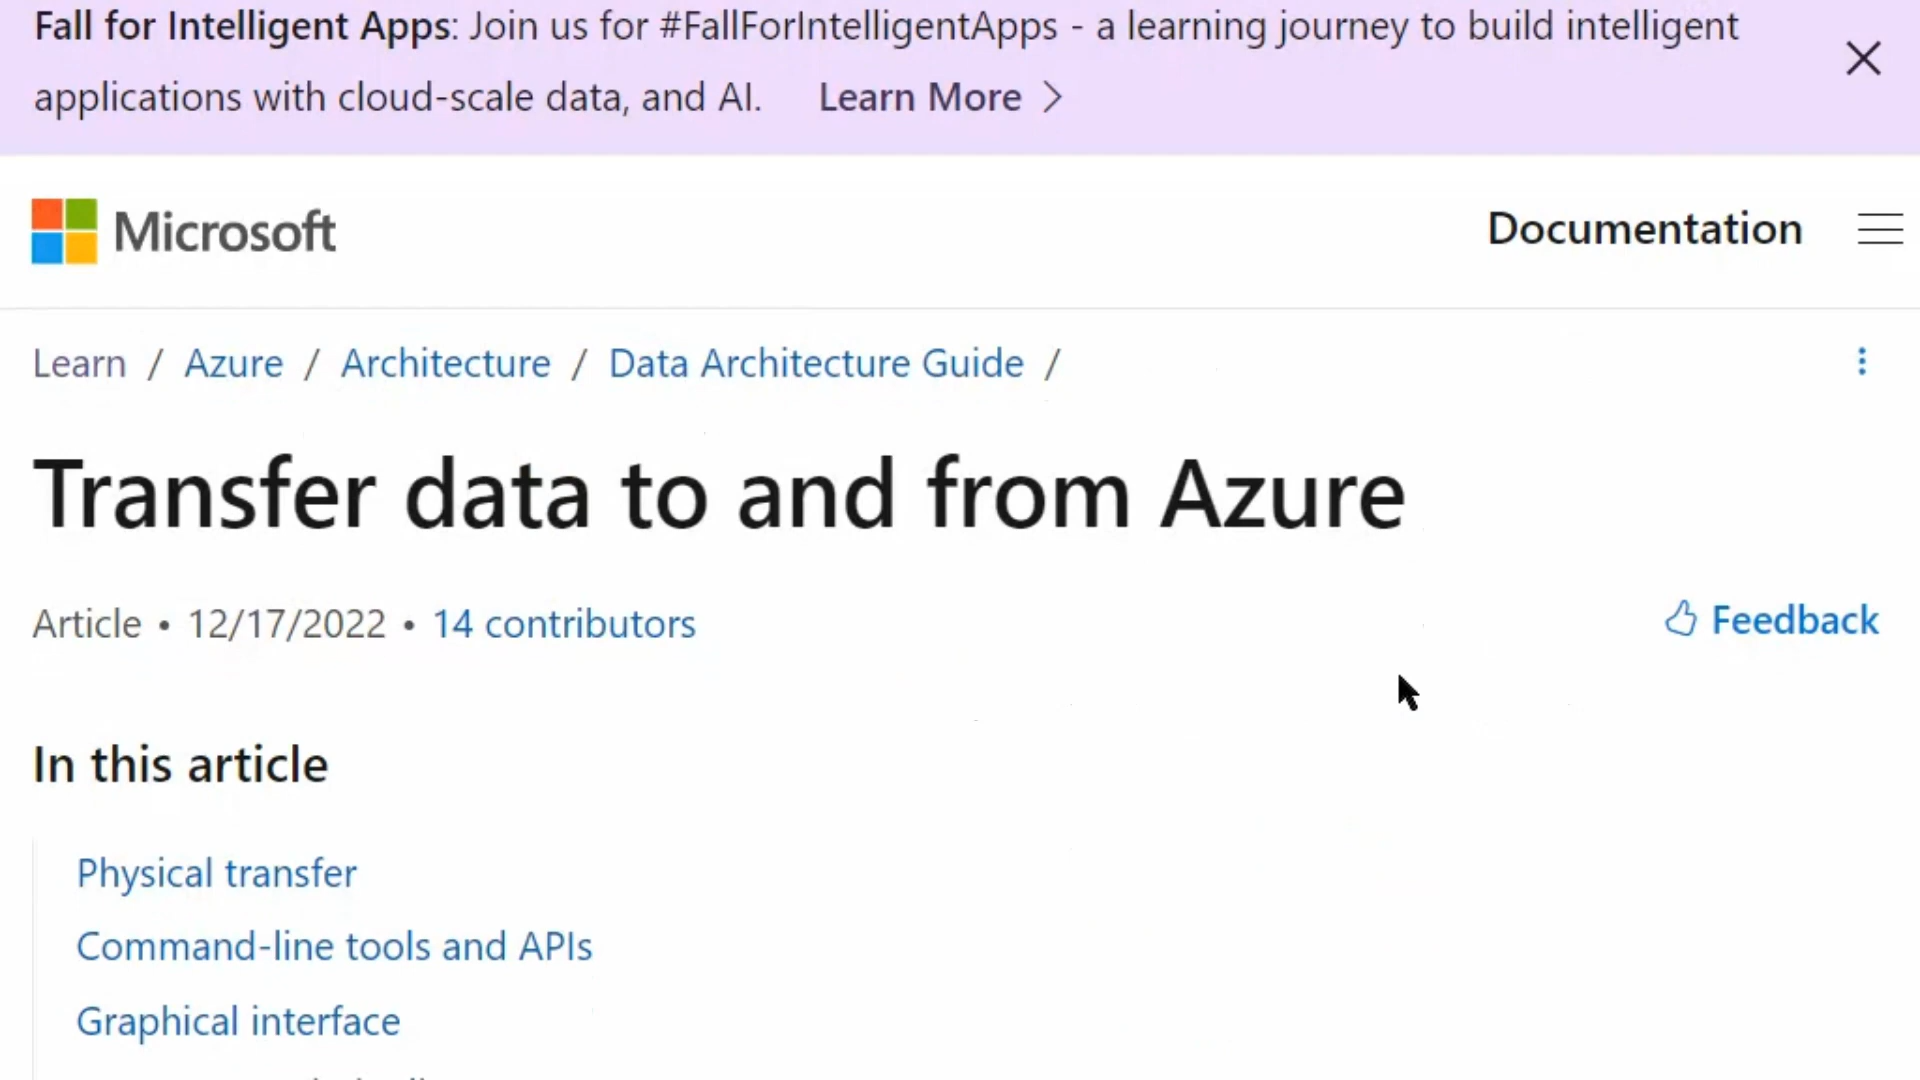 Fall for Intelligent Apps: Join us for #FallForIntelligentApps - a learning journey to build intelligent
applications with cloud-scale data, and AI. Learn More
Microsoft
Documentation
Learn / Azure / Architecture / Data Architecture Guide /
Transfer data to and from Azure
Article • 12/17/2022 • 14 contributors
Feedback
In this article
Physical transfer
Command-line tools and APIs
Graphical interface